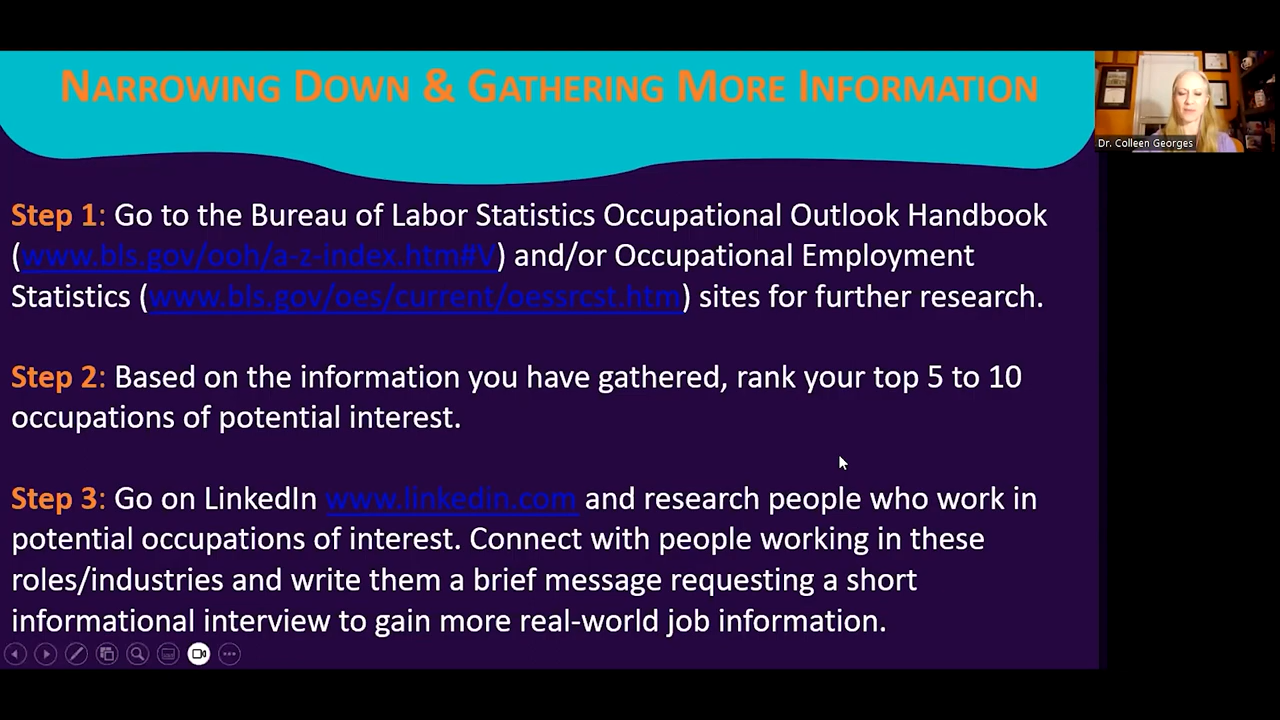 NARROWING DOWN & GATHERING MORE INFORMATION
Dr. Colleen Georges
Step 1: Go to the Bureau of Labor Statistics Occupational Outlook Handbook
(www.bls.gov/ooh/a-z-index.htm#V) and/or Occupational Employment
Statistics (www.bls.gov/oes/current/oessrcst.htm) sites for further research.
Step 2: Based on the information you have gathered, rank your top 5 to 10
occupations of potential interest.
Step 3: Go on LinkedIn www.linkedin.com and research people who work in
potential occupations of interest. Connect with people working in these
roles/industries and write them a brief message requesting a short
informational interview to gain more real-world job information.